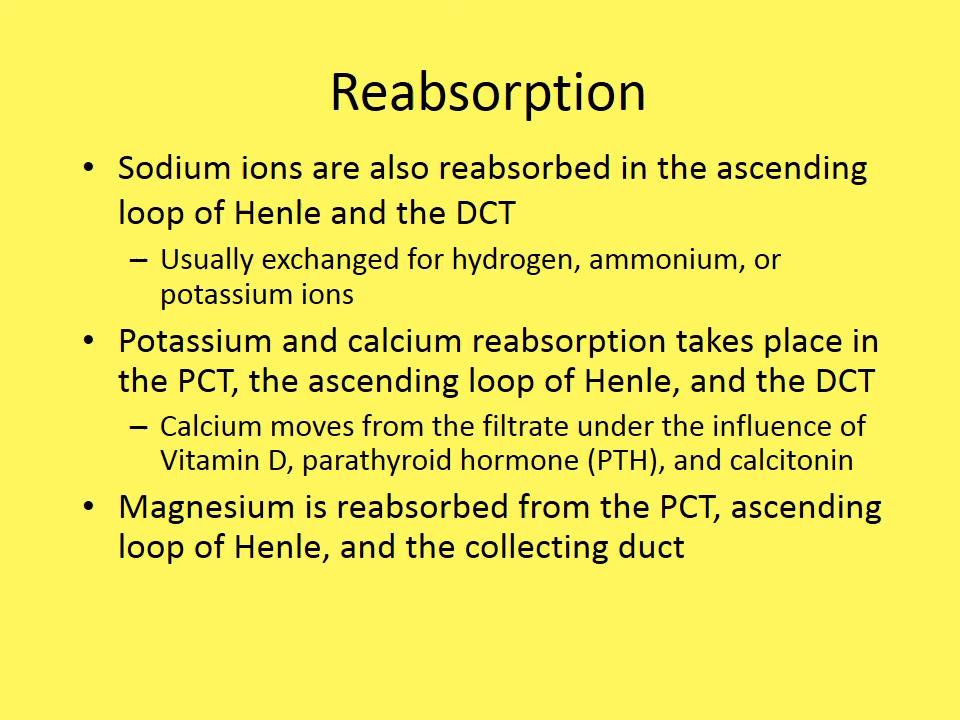 Reabsorption
• Sodium ions are also reabsorbed in the ascending
loop of Henle and the DCT
– Usually exchanged for hydrogen, ammonium, or
potassium ions
• Potassium and calcium reabsorption takes place in
the PCT, the ascending loop of Henle, and the DCT
– Calcium moves from the filtrate under the influence of
Vitamin D, parathyroid hormone (PTH), and calcitonin
• Magnesium is reabsorbed from the PCT, ascending
loop of Henle, and the collecting duct